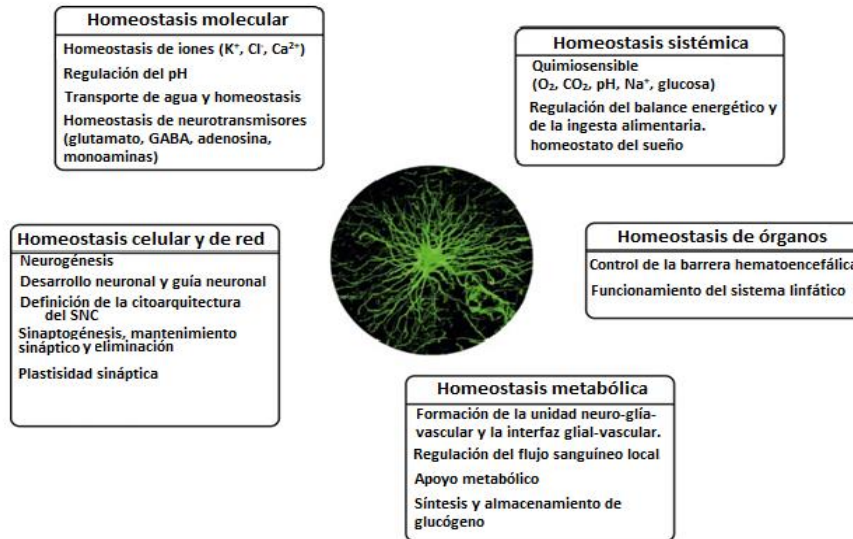 Homeostasis molecular
Homeostasis de iones (K⁺, Cl⁻, Ca²⁺)
Regulación del pH
Transporte de agua y homeostasis
Homeostasis de neurotransmisores
(glutamato, GABA, adenosina,
monoaminas)
Homeostasis sistémica
Quimiosensible
(O₂, CO₂, pH, Na⁺, glucosa)
Regulación del balance energético y
de la ingesta alimentaria.
homeostato del sueño
Homeostasis celular y de red
Neurogénesis
Desarrollo neuronal y guía neuronal
Definición de la citoarquitectura
del SNC
Sinaptogénesis, mantenimiento
sináptico y eliminación
Plastisidad sináptica
Homeostasis de órganos
Control de la barrera hematoencefálica
Funcionamiento del sistema linfático
Homeostasis metabólica
Formación de la unidad neuro-glía-
vascular y la interfaz glial-vascular.
Regulación del flujo sanguíneo local
Apoyo metabólico
Síntesis y almacenamiento de
glucógeno